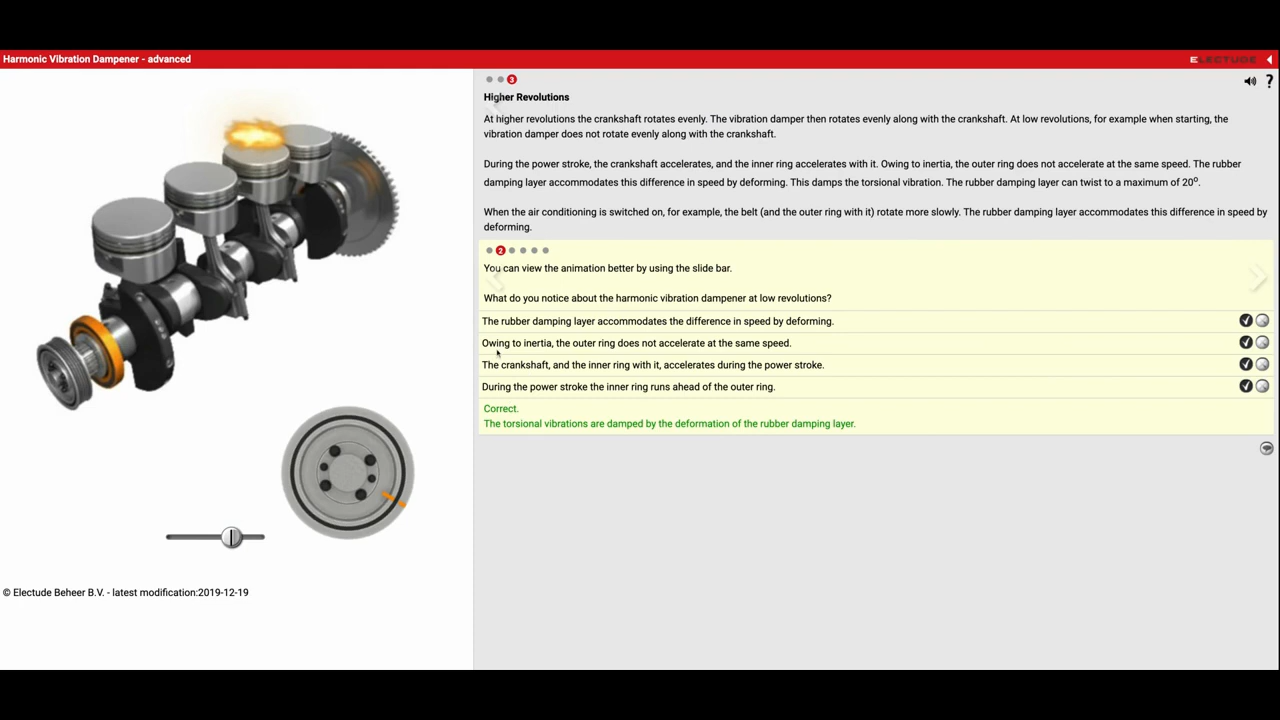 Harmonic Vibration Dampener - advanced
ELECTUDE
3
?
Higher Revolutions
At higher revolutions the crankshaft rotates evenly. The vibration damper then rotates evenly along with the crankshaft. At low revolutions, for example when starting, the
vibration damper does not rotate evenly along with the crankshaft.
During the power stroke, the crankshaft accelerates, and the inner ring accelerates with it. Owing to inertia, the outer ring does not accelerate at the same speed. The rubber
damping layer accommodates this difference in speed by deforming. This damps the torsional vibration. The rubber damping layer can twist to a maximum of 20°.
When the air conditioning is switched on, for example, the belt (and the outer ring with it) rotate more slowly. The rubber damping layer accommodates this difference in speed by
deforming.
2
You can view the animation better by using the slide bar.
What do you notice about the harmonic vibration dampener at low revolutions?
The rubber damping layer accommodates the difference in speed by deforming.
Owing to inertia, the outer ring does not accelerate at the same speed.
The crankshaft, and the inner ring with it, accelerates during the power stroke.
During the power stroke the inner ring runs ahead of the outer ring.
Correct.
The torsional vibrations are damped by the deformation of the rubber damping layer.
© Electude Beheer B.V. - latest modification:2019-12-19